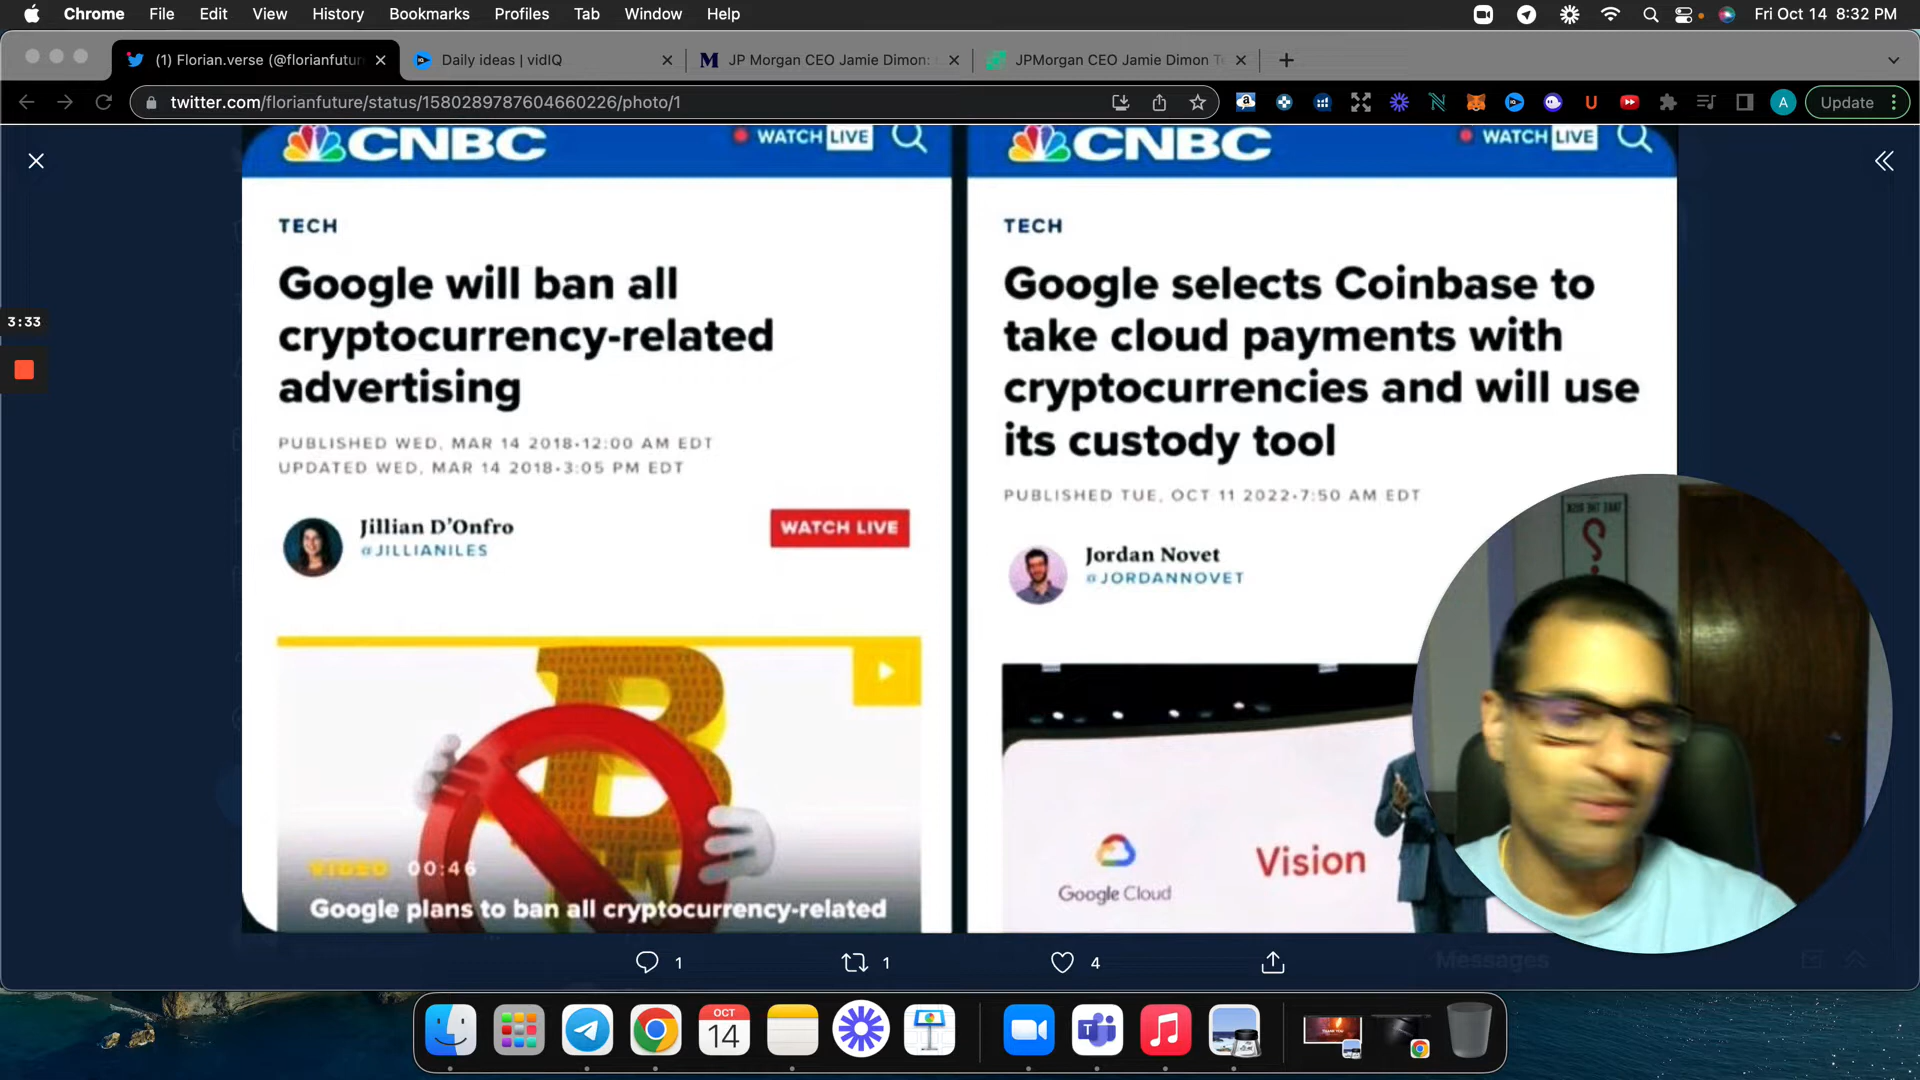 Chrome File Edit View History Bookmarks Profiles Tab Window Help Fri Oct 14 8:32 PM
(1) Florian.verse (@florianfutur Daily ideas | vidIQ JP Morgan CEO Jamie Dimon: JPMorgan CEO Jamie Dimon T
twitter.com/florianfuture/status/1580289787604660226/photo/1 A Update
3:33
CNBC WATCH LIVE
TECH
Google will ban all
cryptocurrency-related
advertising
PUBLISHED WED, MAR 14 2018•12:00 AM EDT
UPDATED WED, MAR 14 2018•3:05 PM EDT
Jillian D'Onfro
@JILLIANILES
WATCH LIVE
VIDEO 00:46
Google plans to ban all cryptocurrency-related
CNBC WATCH LIVE
TECH
Google selects Coinbase to
take cloud payments with
cryptocurrencies and will use
its custody tool
PUBLISHED TUE, OCT 11 2022•7:50 AM EDT
Jordan Novet
@JORDANNOVET
Google Cloud
Vision
1 1 4
Messages
OCT
14
THANK YOU